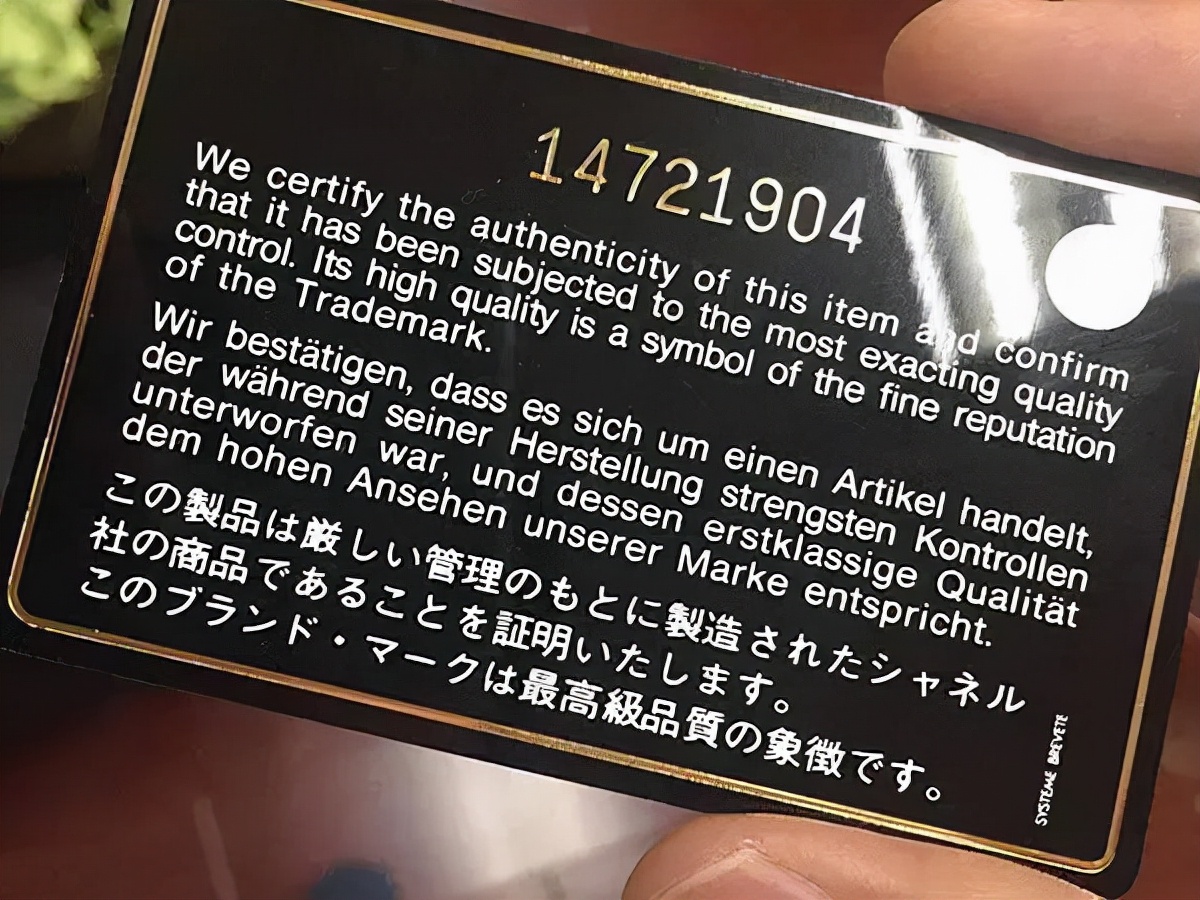 14721904
We certify the authenticity of this item and confirm
that it has been subjected to the most exacting quality
control. Its high quality is a symbol of the fine reputation
of the Trademark.
Wir bestätigen, dass es sich um einen Artikel handelt,
der während seiner Herstellung strengsten Kontrollen
unterworfen war, und dessen erstklassige Qualität
dem hohen Ansehen unserer Marke entspricht.
この製品は厳しい管理のもとに製造されたシャネル
社の商品であることを証明いたします。
このブランド・マークは最高級品質の象徴です。
SYSTEME BREVETE